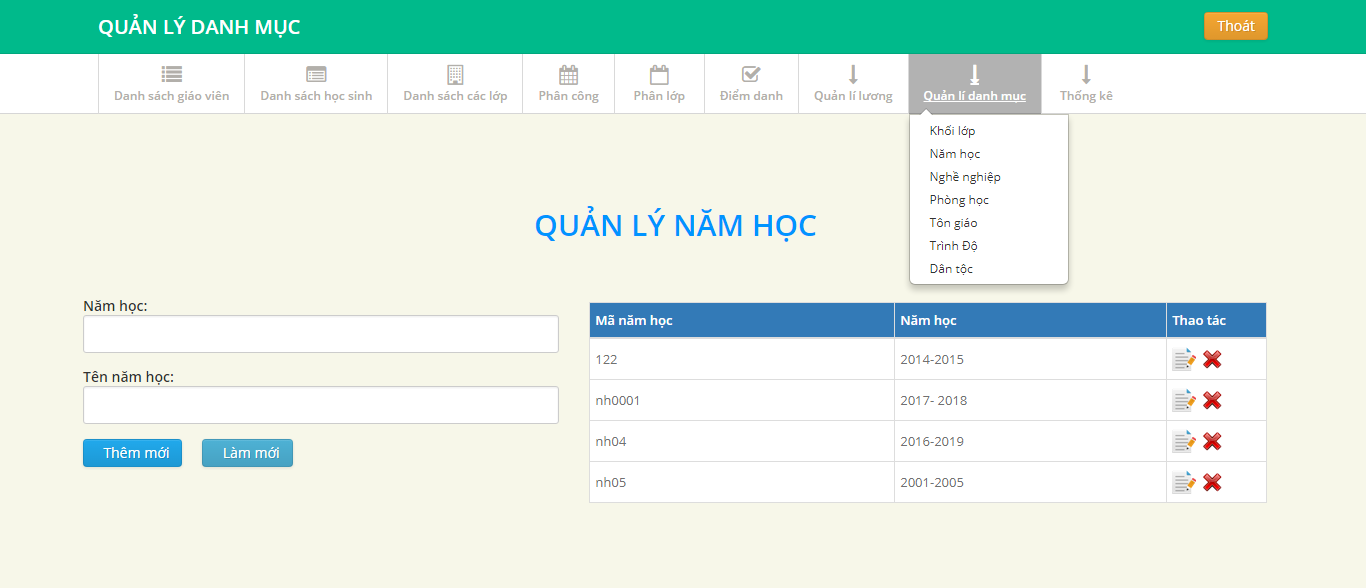 QUẢN LÝ DANH MỤC
Thoát
Danh sách giáo viên
Danh sách học sinh
Danh sách các lớp
Phân công
Phân lớp
Điểm danh
Quản lí lương
Quản lí danh mục
Thống kê
Khối lớp
Năm học
Nghề nghiệp
Phòng học
Tôn giáo
Trình Độ
Dân tộc
QUẢN LÝ NĂM HỌC
Năm học:
Tên năm học:
Thêm mới
Làm mới
Mã năm học Năm học Thao tác
122 2014-2015
nh0001 2017- 2018
nh04 2016-2019
nh05 2001-2005